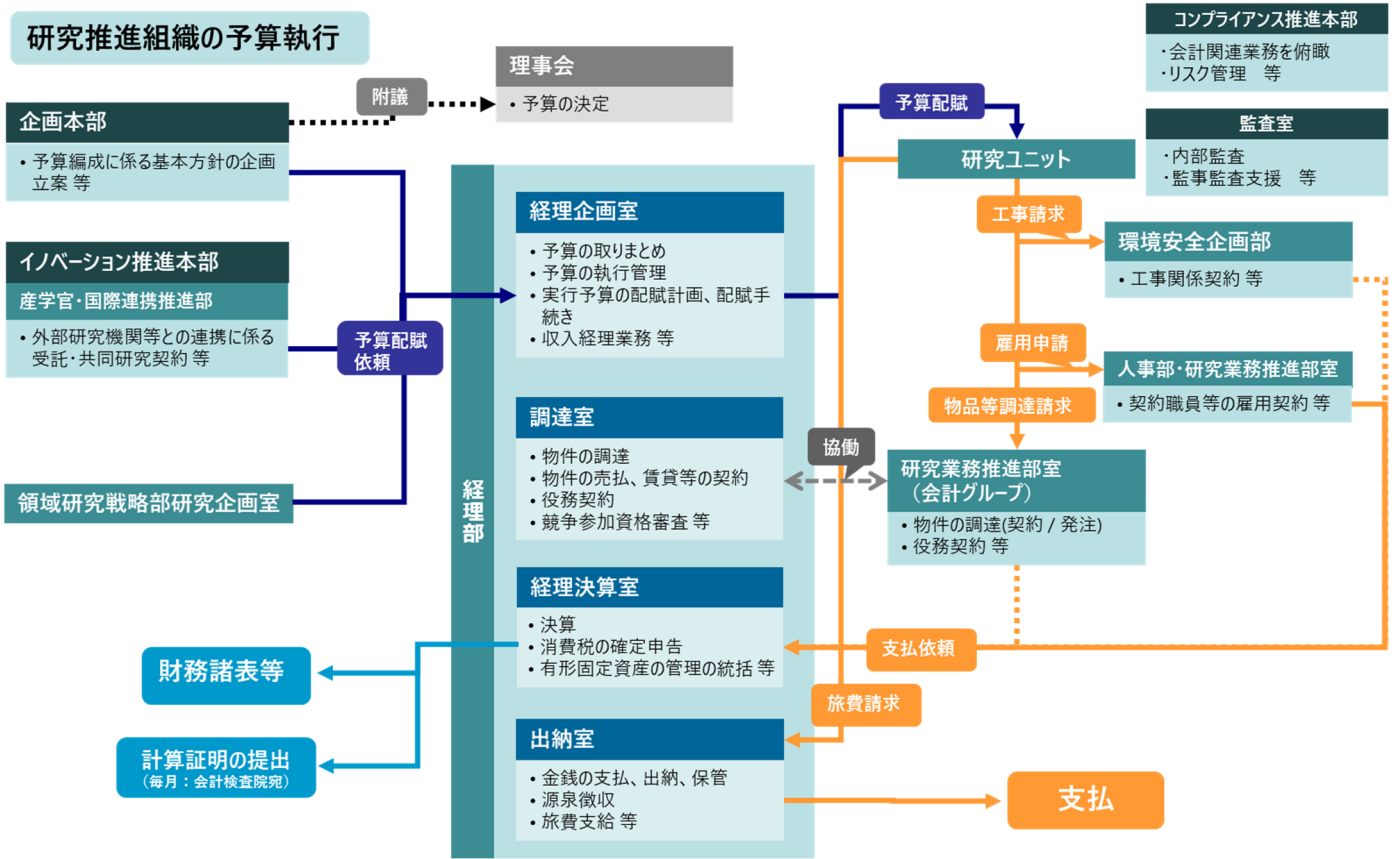 研究推進組織の予算執行
企画本部
・予算編成に係る基本方針の企画
立案 等
附議
理事会
・予算の決定
イノベーション推進本部
産学官・国際連携推進部
・外部研究機関等との連携に係る
受託・共同研究契約 等
予算配賦
依頼
領域研究戦略部研究企画室
経理部
経理企画室
・予算の取りまとめ
・予算の執行管理
・実行予算の配賦計画、配賦手
続き
・収入経理業務 等
調達室
・物件の調達
・物件の売払、賃貸等の契約
・役務契約
・競争参加資格審査 等
経理決算室
・決算
・消費税の確定申告
・有形固定資産の管理の統括 等
出納室
・金銭の支払、出納、保管
・源泉徴収
・旅費支給 等
財務諸表等
計算証明の提出
(毎月:会計検査院宛)
予算配賦
研究ユニット
工事請求
環境安全企画部
・工事関係契約 等
雇用申請
人事部・研究業務推進部室
・契約職員等の雇用契約 等
物品等調達請求
協働
研究業務推進部室
(会計グループ)
・物件の調達(契約 / 発注)
・役務契約 等
支払依頼
旅費請求
支払
コンプライアンス推進本部
・会計関連業務を俯瞰
・リスク管理 等
監査室
・内部監査
・監事監査支援 等